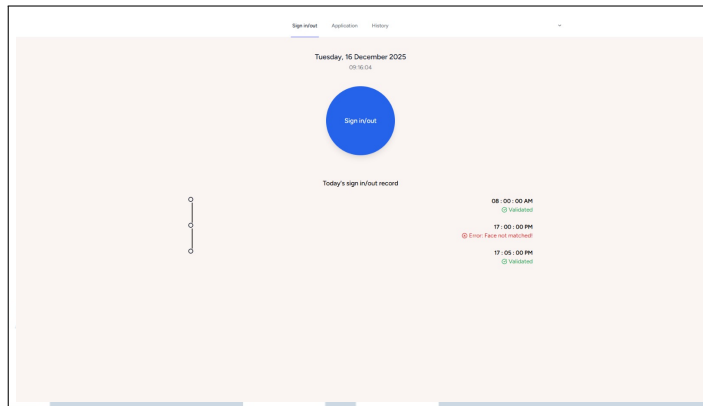 Sign in/out Application History
Tuesday, 16 December 2025
09:16:04
Sign in/out
Today's sign in/out record
08 : 00 : 00 AM
Validated
17 : 00 : 00 PM
Error: Face not matched!
17 : 05 : 00 PM
Validated